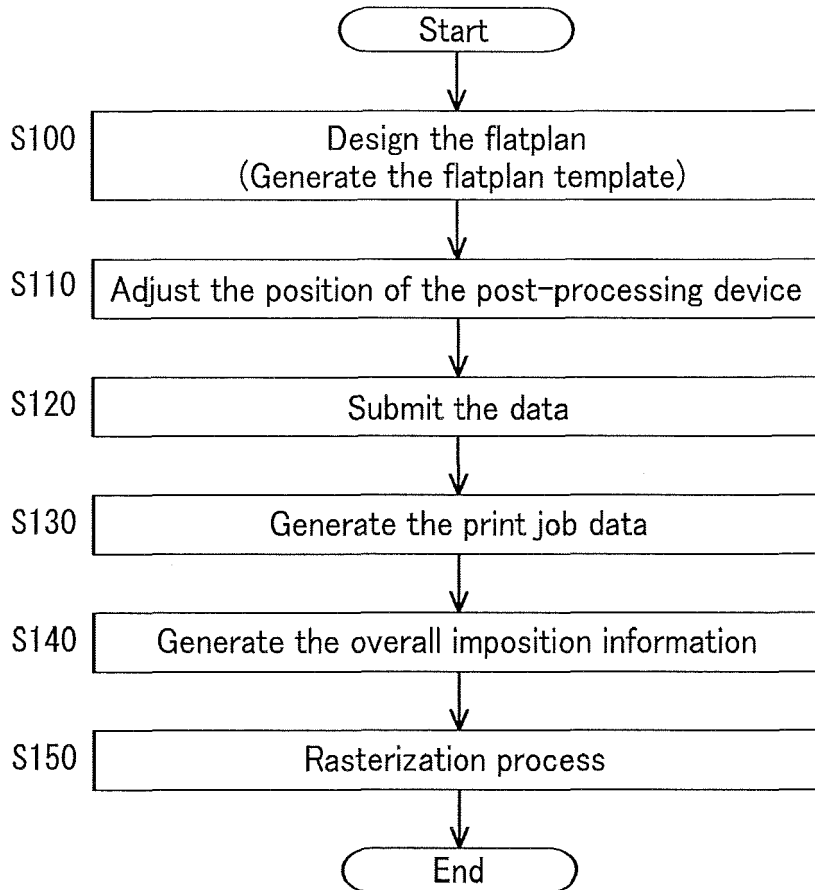 Start
S100
Design the flatplan
(Generate the flatplan template)
S110
Adjust the position of the post-processing device
S120
Submit the data
S130
Generate the print job data
S140
Generate the overall imposition information
S150
Rasterization process
End